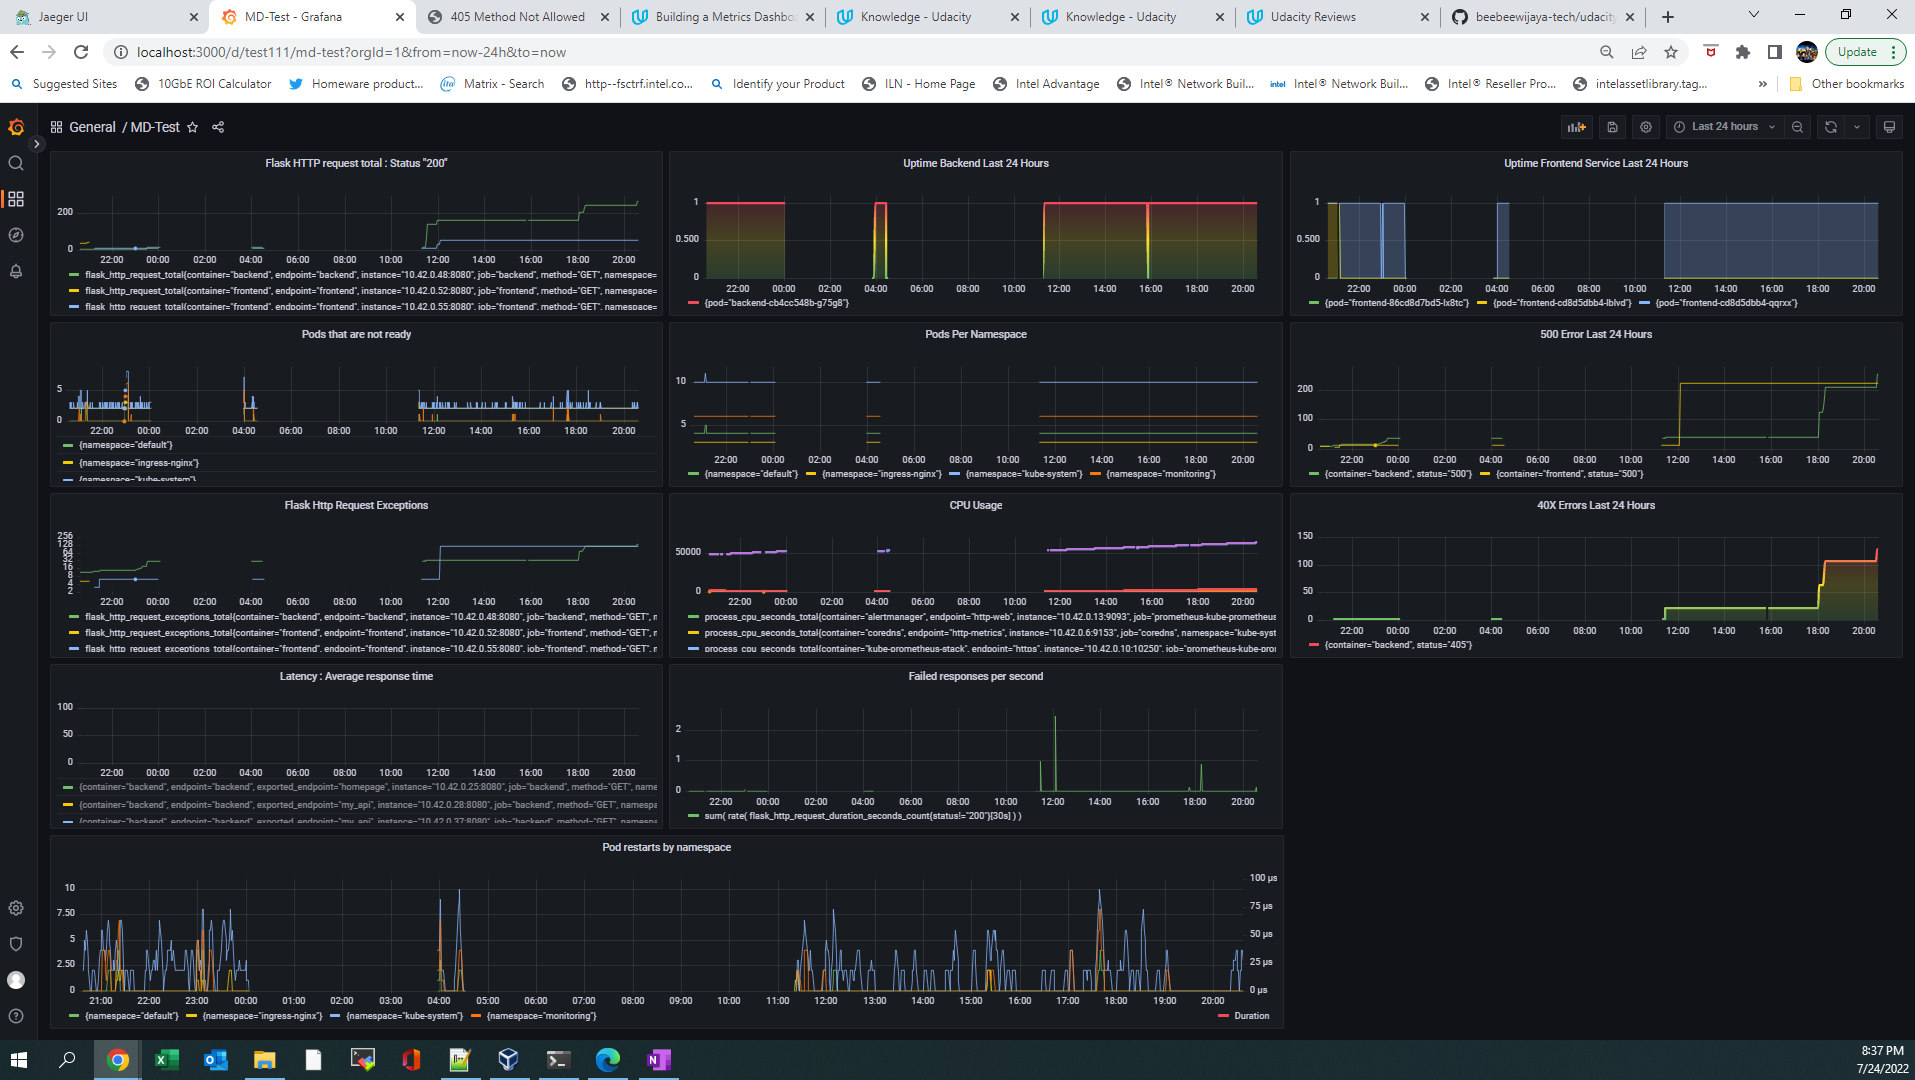 Jaeger UI
MD-Test - Grafana
405 Method Not Allowed
Building a Metrics Dashbo
Knowledge - Udacity
Knowledge - Udacity
Udacity Reviews
beebeewijaya-tech/udacity
localhost:3000/d/test111/md-test?orgId=1&from=now-24h&to=now
Update
Suggested Sites
10GbE ROI Calculator
Homeware product...
Matrix - Search
http--fsctrf.intel.co...
Identify your Product
ILN - Home Page
Intel Advantage
Intel® Network Buil...
intel
Intel® Network Buil...
Intel® Reseller Pro...
intelassetlibrary.tag...
»
Other bookmarks
General / MD-Test
Last 24 hours
Flask HTTP request total : Status "200"
200
0
22:00 00:00 02:00 04:00 06:00 08:00 10:00 12:00 14:00 16:00 18:00 20:00
flask_http_request_total{container="backend", endpoint="backend", instance="10.42.0.48:8080", job="backend", method="GET", namespace=
flask_http_request_total{container="frontend", endpoint="frontend", instance="10.42.0.52:8080", job="frontend", method="GET", namespace=
flask_http_request_total{container="frontend", endpoint="frontend", instance="10.42.0.55:8080", job="frontend", method="GET", namespace=
Uptime Backend Last 24 Hours
1
0.500
0
22:00 00:00 02:00 04:00 06:00 08:00 10:00 12:00 14:00 16:00 18:00 20:00
{pod="backend-cb4cc548b-g75g8"}
Uptime Frontend Service Last 24 Hours
1
0.500
0
22:00 00:00 02:00 04:00 06:00 08:00 10:00 12:00 14:00 16:00 18:00 20:00
{pod="frontend-86cd8d7bd5-lx8tc"} {pod="frontend-cd8d5dbb4-lblvd"} {pod="frontend-cd8d5dbb4-qqrxx"}
Pods that are not ready
5
0
22:00 00:00 02:00 04:00 06:00 08:00 10:00 12:00 14:00 16:00 18:00 20:00
{namespace="default"}
{namespace="ingress-nginx"}
{namespace="kube-system"}
Pods Per Namespace
10
5
22:00 00:00 02:00 04:00 06:00 08:00 10:00 12:00 14:00 16:00 18:00 20:00
{namespace="default"} {namespace="ingress-nginx"} {namespace="kube-system"} {namespace="monitoring"}
500 Error Last 24 Hours
200
100
0
22:00 00:00 02:00 04:00 06:00 08:00 10:00 12:00 14:00 16:00 18:00 20:00
{container="backend", status="500"} {container="frontend", status="500"}
Flask Http Request Exceptions
256
128
64
32
16
8
4
2
22:00 00:00 02:00 04:00 06:00 08:00 10:00 12:00 14:00 16:00 18:00 20:00
flask_http_request_exceptions_total{container="backend", endpoint="backend", instance="10.42.0.48:8080", job="backend", method="GET", r
flask_http_request_exceptions_total{container="frontend", endpoint="frontend", instance="10.42.0.52:8080", job="frontend", method="GET",
flask_http_request_exceptions_total{container="frontend", endpoint="frontend", instance="10.42.0.55:8080", job="frontend", method="GET",
CPU Usage
50000
0
22:00 00:00 02:00 04:00 06:00 08:00 10:00 12:00 14:00 16:00 18:00 20:00
process_cpu_seconds_total{container="alertmanager", endpoint="http-web", instance="10.42.0.13:9093", job="prometheus-kube-prometheus
process_cpu_seconds_total{container="coredns", endpoint="http-metrics", instance="10.42.0.6:9153", job="coredns", namespace="kube-syst
process_cpu_seconds_total{container="kube-prometheus-stack", endpoint="https", instance="10.42.0.10:10250", job="prometheus-kube-pror
40X Errors Last 24 Hours
150
100
50
0
22:00 00:00 02:00 04:00 06:00 08:00 10:00 12:00 14:00 16:00 18:00 20:00
{container="backend", status="405"}
Latency : Average response time
100
50
0
22:00 00:00 02:00 04:00 06:00 08:00 10:00 12:00 14:00 16:00 18:00 20:00
{container="backend", endpoint="backend", exported_endpoint="homepage", instance="10.42.0.25:8080", job="backend", method="GET", name
{container="backend", endpoint="backend", exported_endpoint="my_api", instance="10.42.0.28:8080", job="backend", method="GET", namespa
{container="backend", endpoint="backend", exported_endpoint="my_api", instance="10.42.0.37:8080", job="backend", method="GET", namespa
Failed responses per second
2
1
0
22:00 00:00 02:00 04:00 06:00 08:00 10:00 12:00 14:00 16:00 18:00 20:00
sum( rate( flask_http_request_duration_seconds_count{status!="200"}[30s] ) )
Pod restarts by namespace
10
7.50
5
2.50
0
100 µs
75 µs
50 µs
25 µs
0 µs
21:00 22:00 23:00 00:00 01:00 02:00 03:00 04:00 05:00 06:00 07:00 08:00 09:00 10:00 11:00 12:00 13:00 14:00 15:00 16:00 17:00 18:00 19:00 20:00
{namespace="default"} {namespace="ingress-nginx"} {namespace="kube-system"} {namespace="monitoring"}
Duration
8:37 PM
7/24/2022